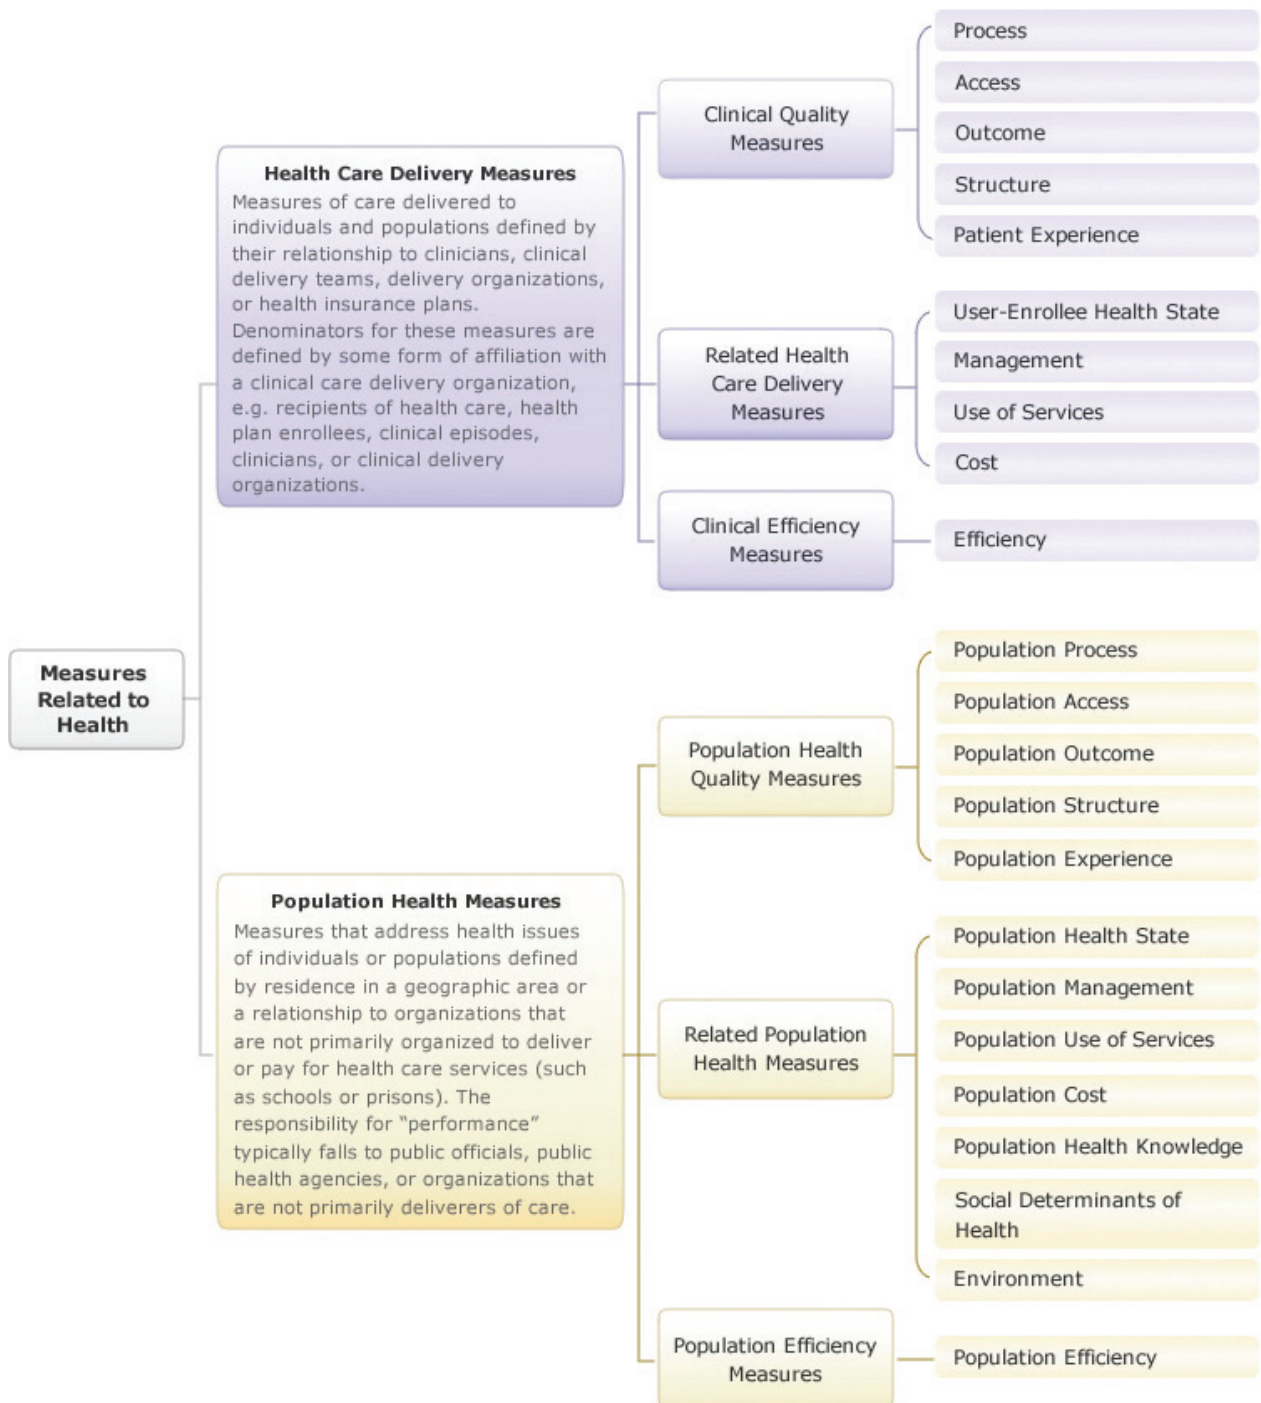 Measures
Related to
Health
Health Care Delivery Measures
Measures of care delivered to
individuals and populations defined by
their relationship to clinicians, clinical
delivery teams, delivery organizations,
or health insurance plans.
Denominators for these measures are
defined by some form of affiliation with
a clinical care delivery organization,
e.g. recipients of health care, health
plan enrollees, clinical episodes,
clinicians, or clinical delivery
organizations.
Clinical Quality
Measures
Process
Access
Outcome
Structure
Patient Experience
Related Health
Care Delivery
Measures
User-Enrollee Health State
Management
Use of Services
Cost
Clinical Efficiency
Measures
Efficiency
Population Health Measures
Measures that address health issues
of individuals or populations defined
by residence in a geographic area or
a relationship to organizations that
are not primarily organized to deliver
or pay for health care services (such
as schools or prisons). The
responsibility for “performance”
typically falls to public officials, public
health agencies, or organizations that
are not primarily deliverers of care.
Population Health
Quality Measures
Population Process
Population Access
Population Outcome
Population Structure
Population Experience
Related Population
Health Measures
Population Health State
Population Management
Population Use of Services
Population Cost
Population Health Knowledge
Social Determinants of
Health
Environment
Population Efficiency
Measures
Population Efficiency